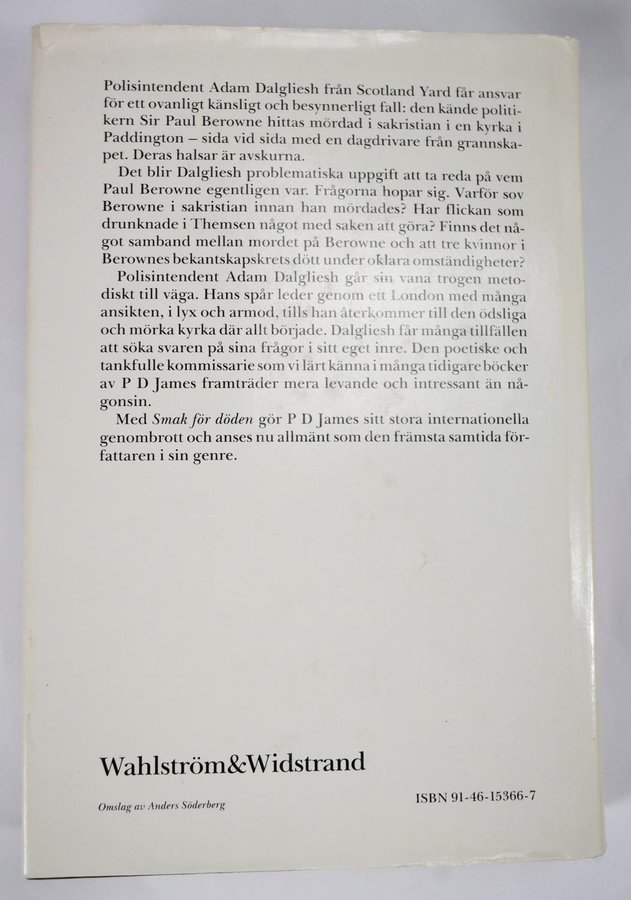 Polisintendent Adam Dalgliesh från Scotland Yard får ansvar
för ett ovanligt känsligt och besynnerligt fall: den kände politi-
kern Sir Paul Berowne hittas mördad i sakristian i en kyrka i
Paddington – sida vid sida med en dagdrivare från grannska-
pet. Deras halsar är avskurna.
Det blir Dalgliesh problematiska uppgift att ta reda på vem
Paul Berowne egentligen var. Frågorna hopar sig. Varför sov
Berowne i sakristian innan han mördades? Har flickan som
drunknade i Themsen något med saken att göra? Finns det nå-
got samband mellan mordet på Berowne och att tre kvinnor i
Berownes bekantskapskrets dött under oklara omständigheter?
Polisintendent Adam Dalgliesh går sin vana trogen meto-
diskt till väga. Hans spår leder genom ett London med många
ansikten, i lyx och armod, tills han återkommer till den ödsliga
och mörka kyrka där allt började. Dalgliesh får många tillfällen
att söka svaren på sina frågor i sitt eget inre. Den poetiske och
tankfulle kommissarie som vi lärt känna i många tidigare böcker
av P D James framträder mera levande och intressant än nå-
gonsin.
Med Smak för döden gör P D James sitt stora internationella
genombrott och anses nu allmänt som den främsta samtida för-
fattaren i sin genre.
Wahlström&Widstrand
Omslag av Anders Söderberg
ISBN 91-46-15366-7